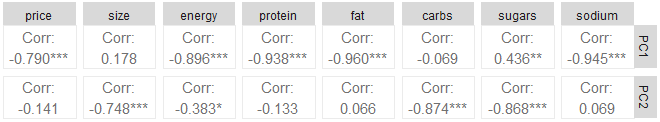 price size energy protein fat carbs sugars sodium
Corr: Corr: Corr: Corr: Corr: Corr: Corr: Corr: PC1
-0.790*** 0.178 -0.896*** -0.938*** -0.960*** -0.069 0.436** -0.945***
Corr: Corr: Corr: Corr: Corr: Corr: Corr: Corr: PC2
-0.141 -0.748*** -0.383* -0.133 0.066 -0.874*** -0.868*** 0.069